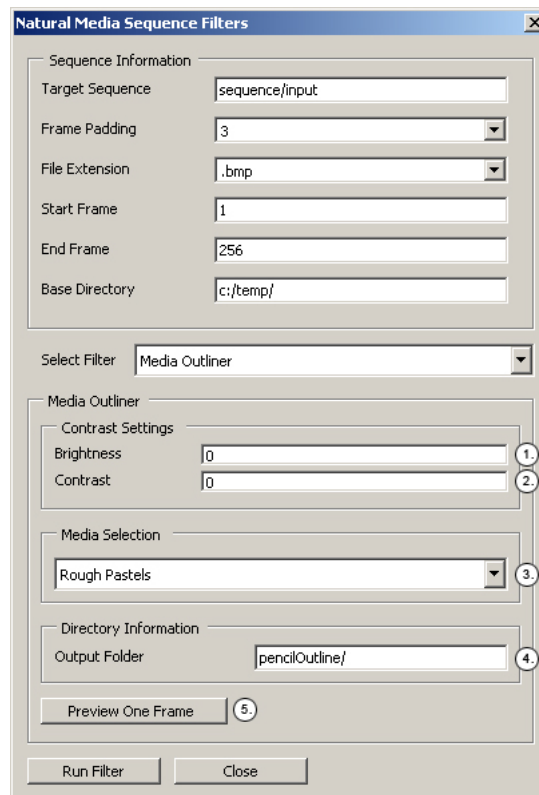 Natural Media Sequence Filters
Sequence Information
Target Sequence sequence/input
Frame Padding 3
File Extension .bmp
Start Frame 1
End Frame 256
Base Directory c:/temp/
Select Filter Media Outliner
Media Outliner
Contrast Settings
Brightness 0 1.
Contrast 0 2.
Media Selection
Rough Pastels 3.
Directory Information
Output Folder pencilOutline/ 4.
Preview One Frame 5.
Run Filter Close